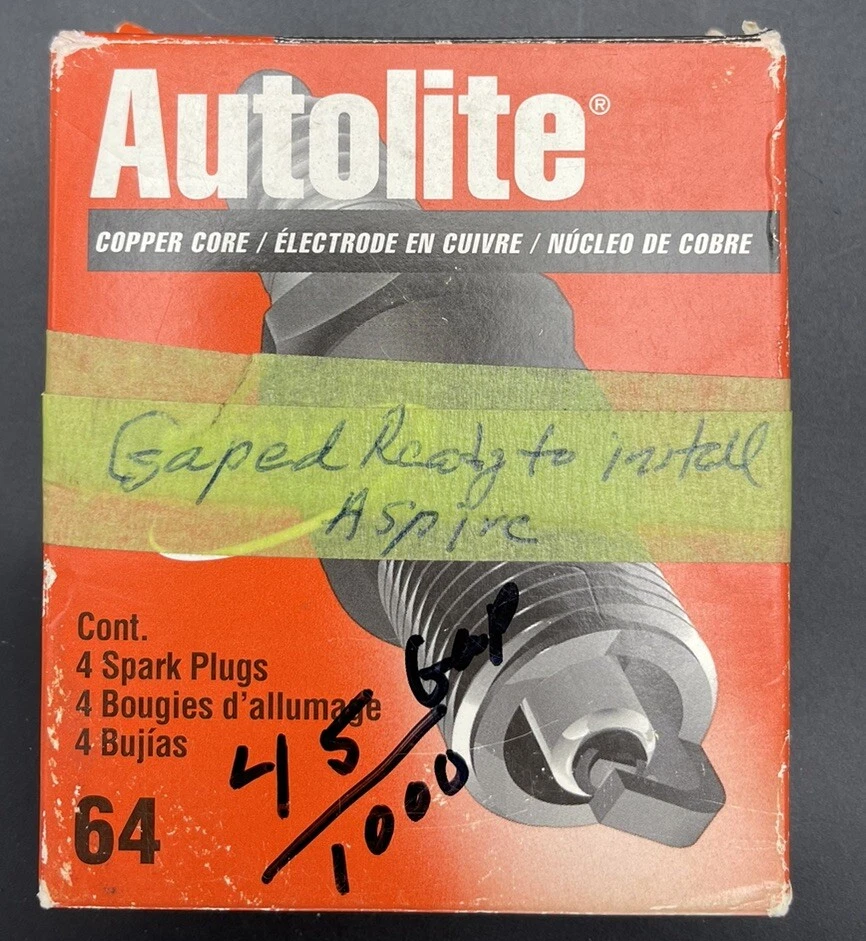 Autolite®
COPPER CORE / ÉLECTRODE EN CUIVRE / NÚCLEO DE COBRE
Gaped Ready to install
Aspire
Cont.
4 Spark Plugs
4 Bougies d'allumage
4 Bujías
64
Gap
45/1000